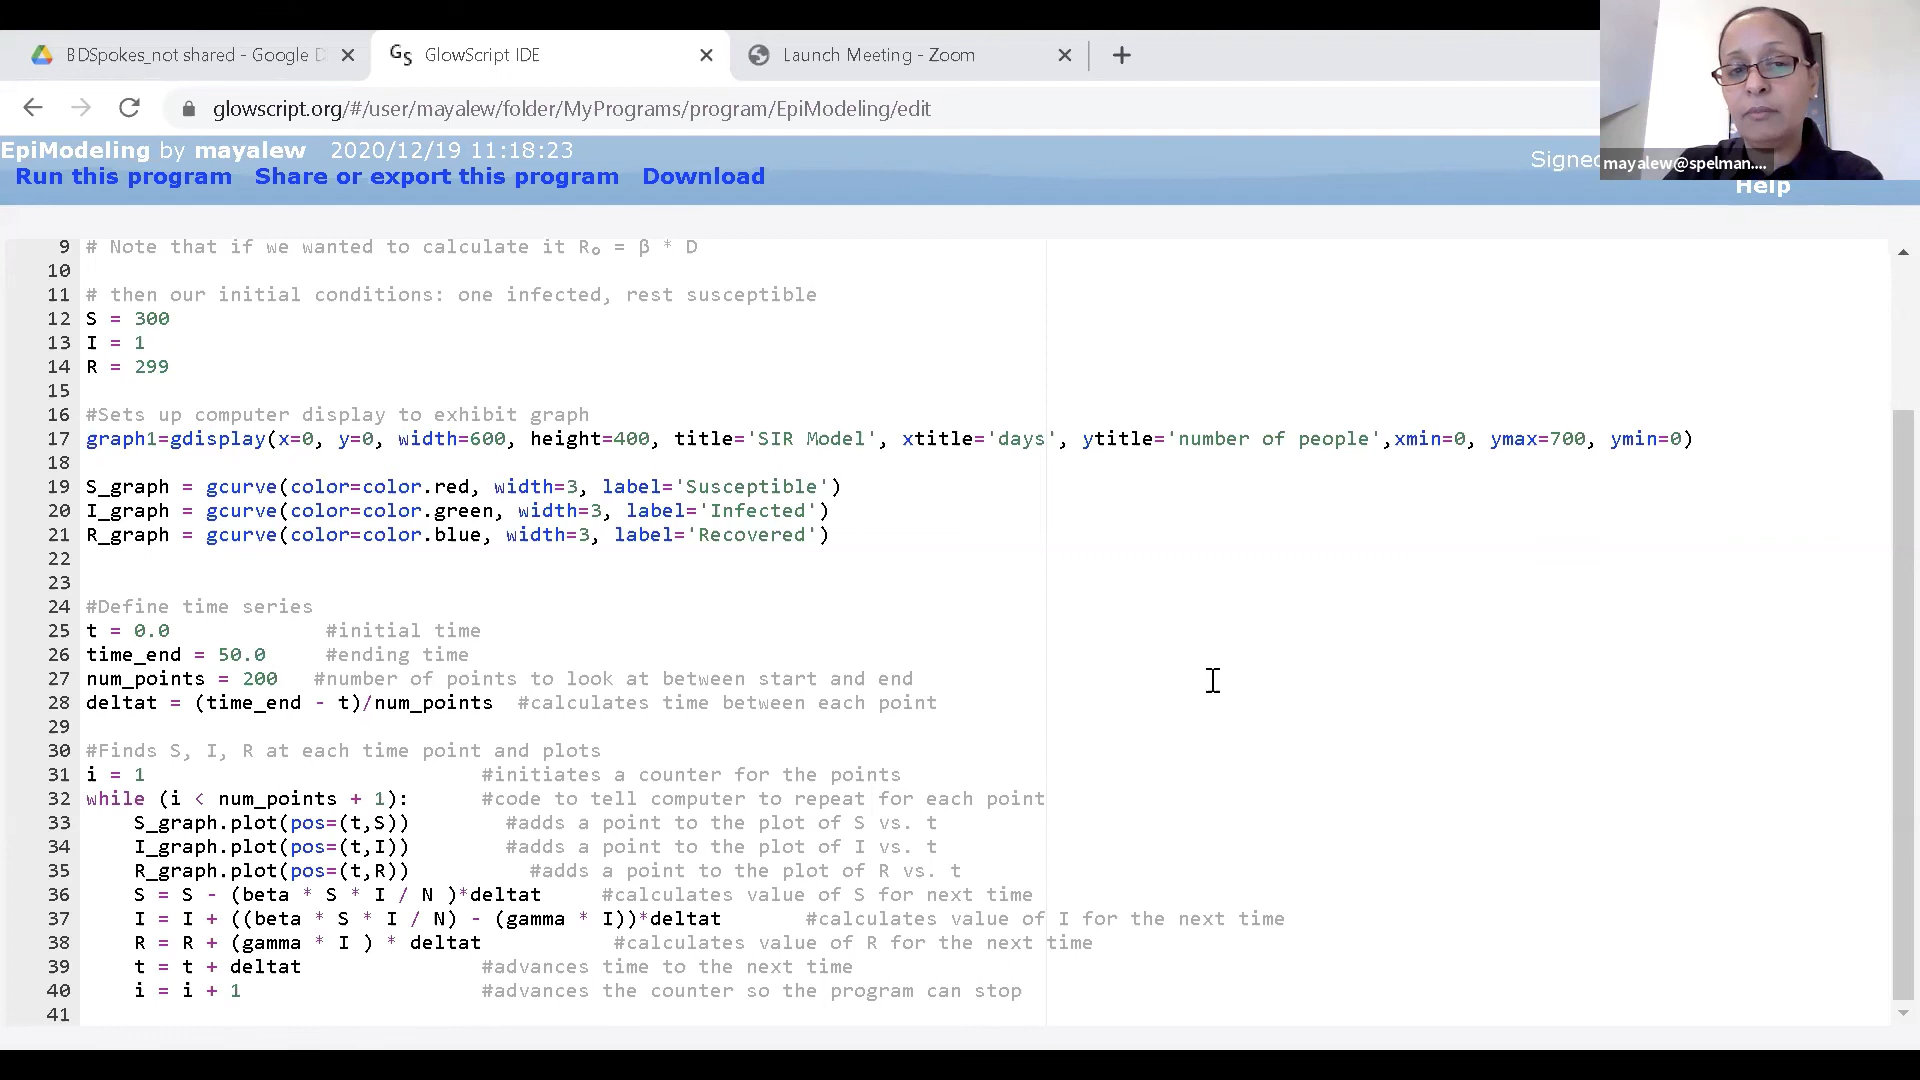 BDSpokes_not shared - Google D
GlowScript IDE
Launch Meeting - Zoom
glowscript.org/#/user/mayalew/folder/MyPrograms/program/EpiModeling/edit
EpiModeling by mayalew 2020/12/19 11:18:23
Signed
mayalew@spelman....
Run this program Share or export this program Download
Help
9 # Note that if we wanted to calculate it R₀ = β * D
10
11 # then our initial conditions: one infected, rest susceptible
12 S = 300
13 I = 1
14 R = 299
15
16 #Sets up computer display to exhibit graph
17 graph1=gdisplay(x=0, y=0, width=600, height=400, title='SIR Model', xtitle='days', ytitle='number of people',xmin=0, ymax=700, ymin=0)
18
19 S_graph = gcurve(color=color.red, width=3, label='Susceptible')
20 I_graph = gcurve(color=color.green, width=3, label='Infected')
21 R_graph = gcurve(color=color.blue, width=3, label='Recovered')
22
23
24 #Define time series
25 t = 0.0 #initial time
26 time_end = 50.0 #ending time
27 num_points = 200 #number of points to look at between start and end
28 deltat = (time_end - t)/num_points #calculates time between each point
29
30 #Finds S, I, R at each time point and plots
31 i = 1 #initiates a counter for the points
32 while (i < num_points + 1): #code to tell computer to repeat for each point
33 S_graph.plot(pos=(t,S)) #adds a point to the plot of S vs. t
34 I_graph.plot(pos=(t,I)) #adds a point to the plot of I vs. t
35 R_graph.plot(pos=(t,R)) #adds a point to the plot of R vs. t
36 S = S - (beta * S * I / N )*deltat #calculates value of S for next time
37 I = I + ((beta * S * I / N) - (gamma * I))*deltat #calculates value of I for the next time
38 R = R + (gamma * I ) * deltat #calculates value of R for the next time
39 t = t + deltat #advances time to the next time
40 i = i + 1 #advances the counter so the program can stop
41